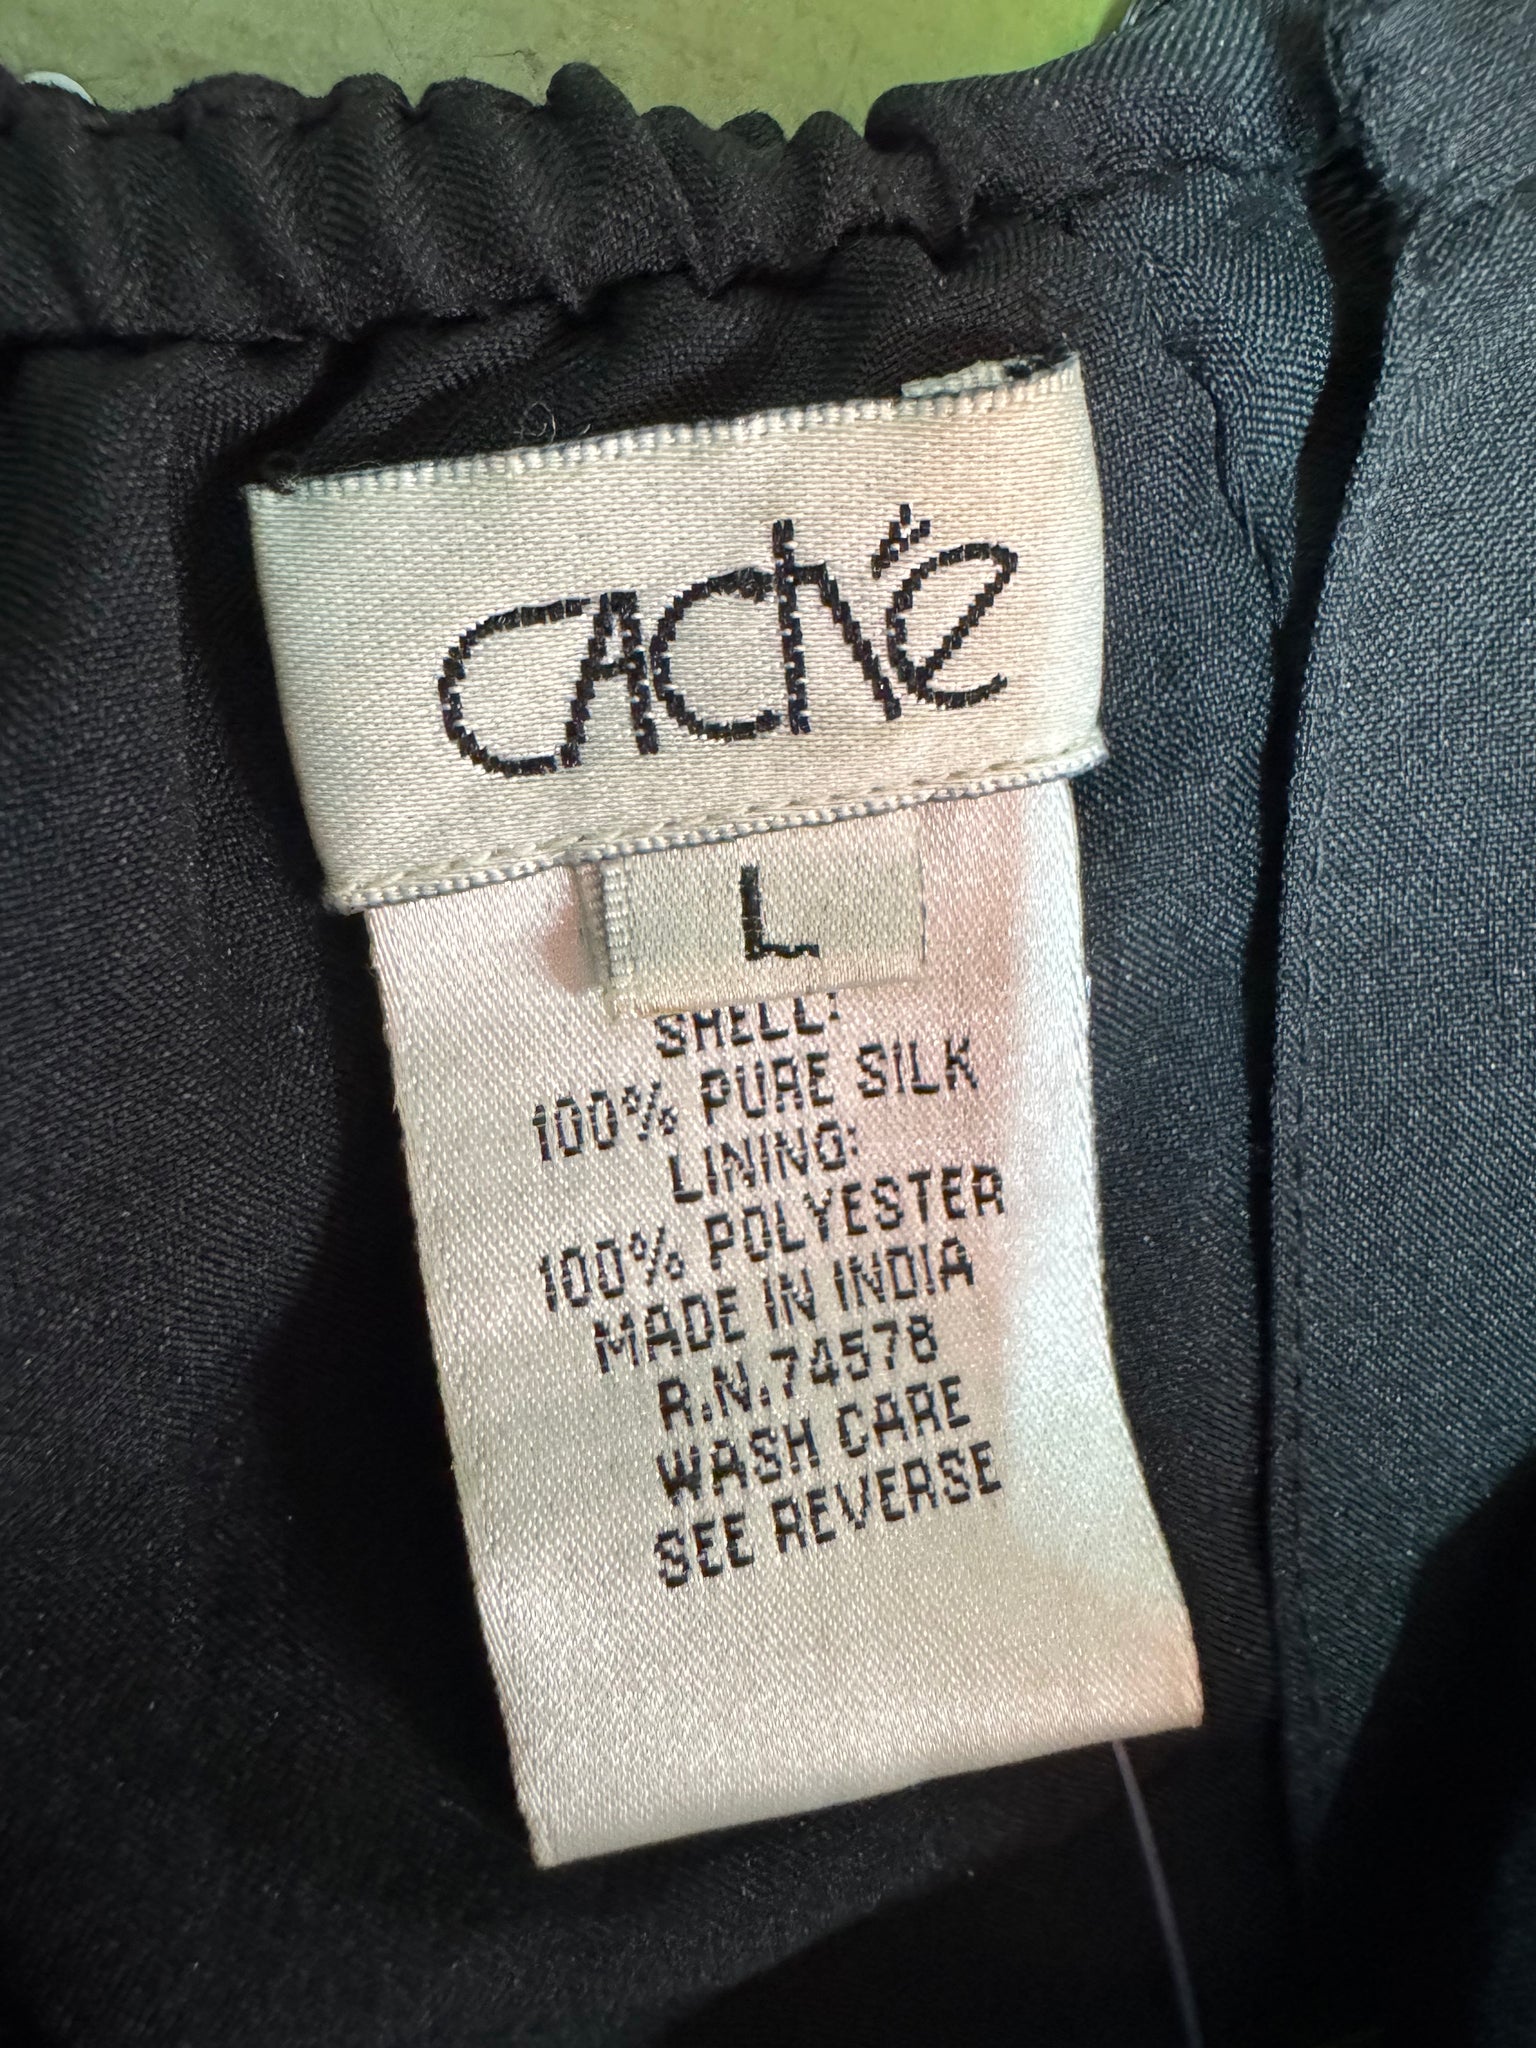 CAChé
L
SHELL:
100% PURE SILK
LINING:
100% POLYESTER
MADE IN INDIA
R.N.74578
WASH CARE
SEE REVERSE